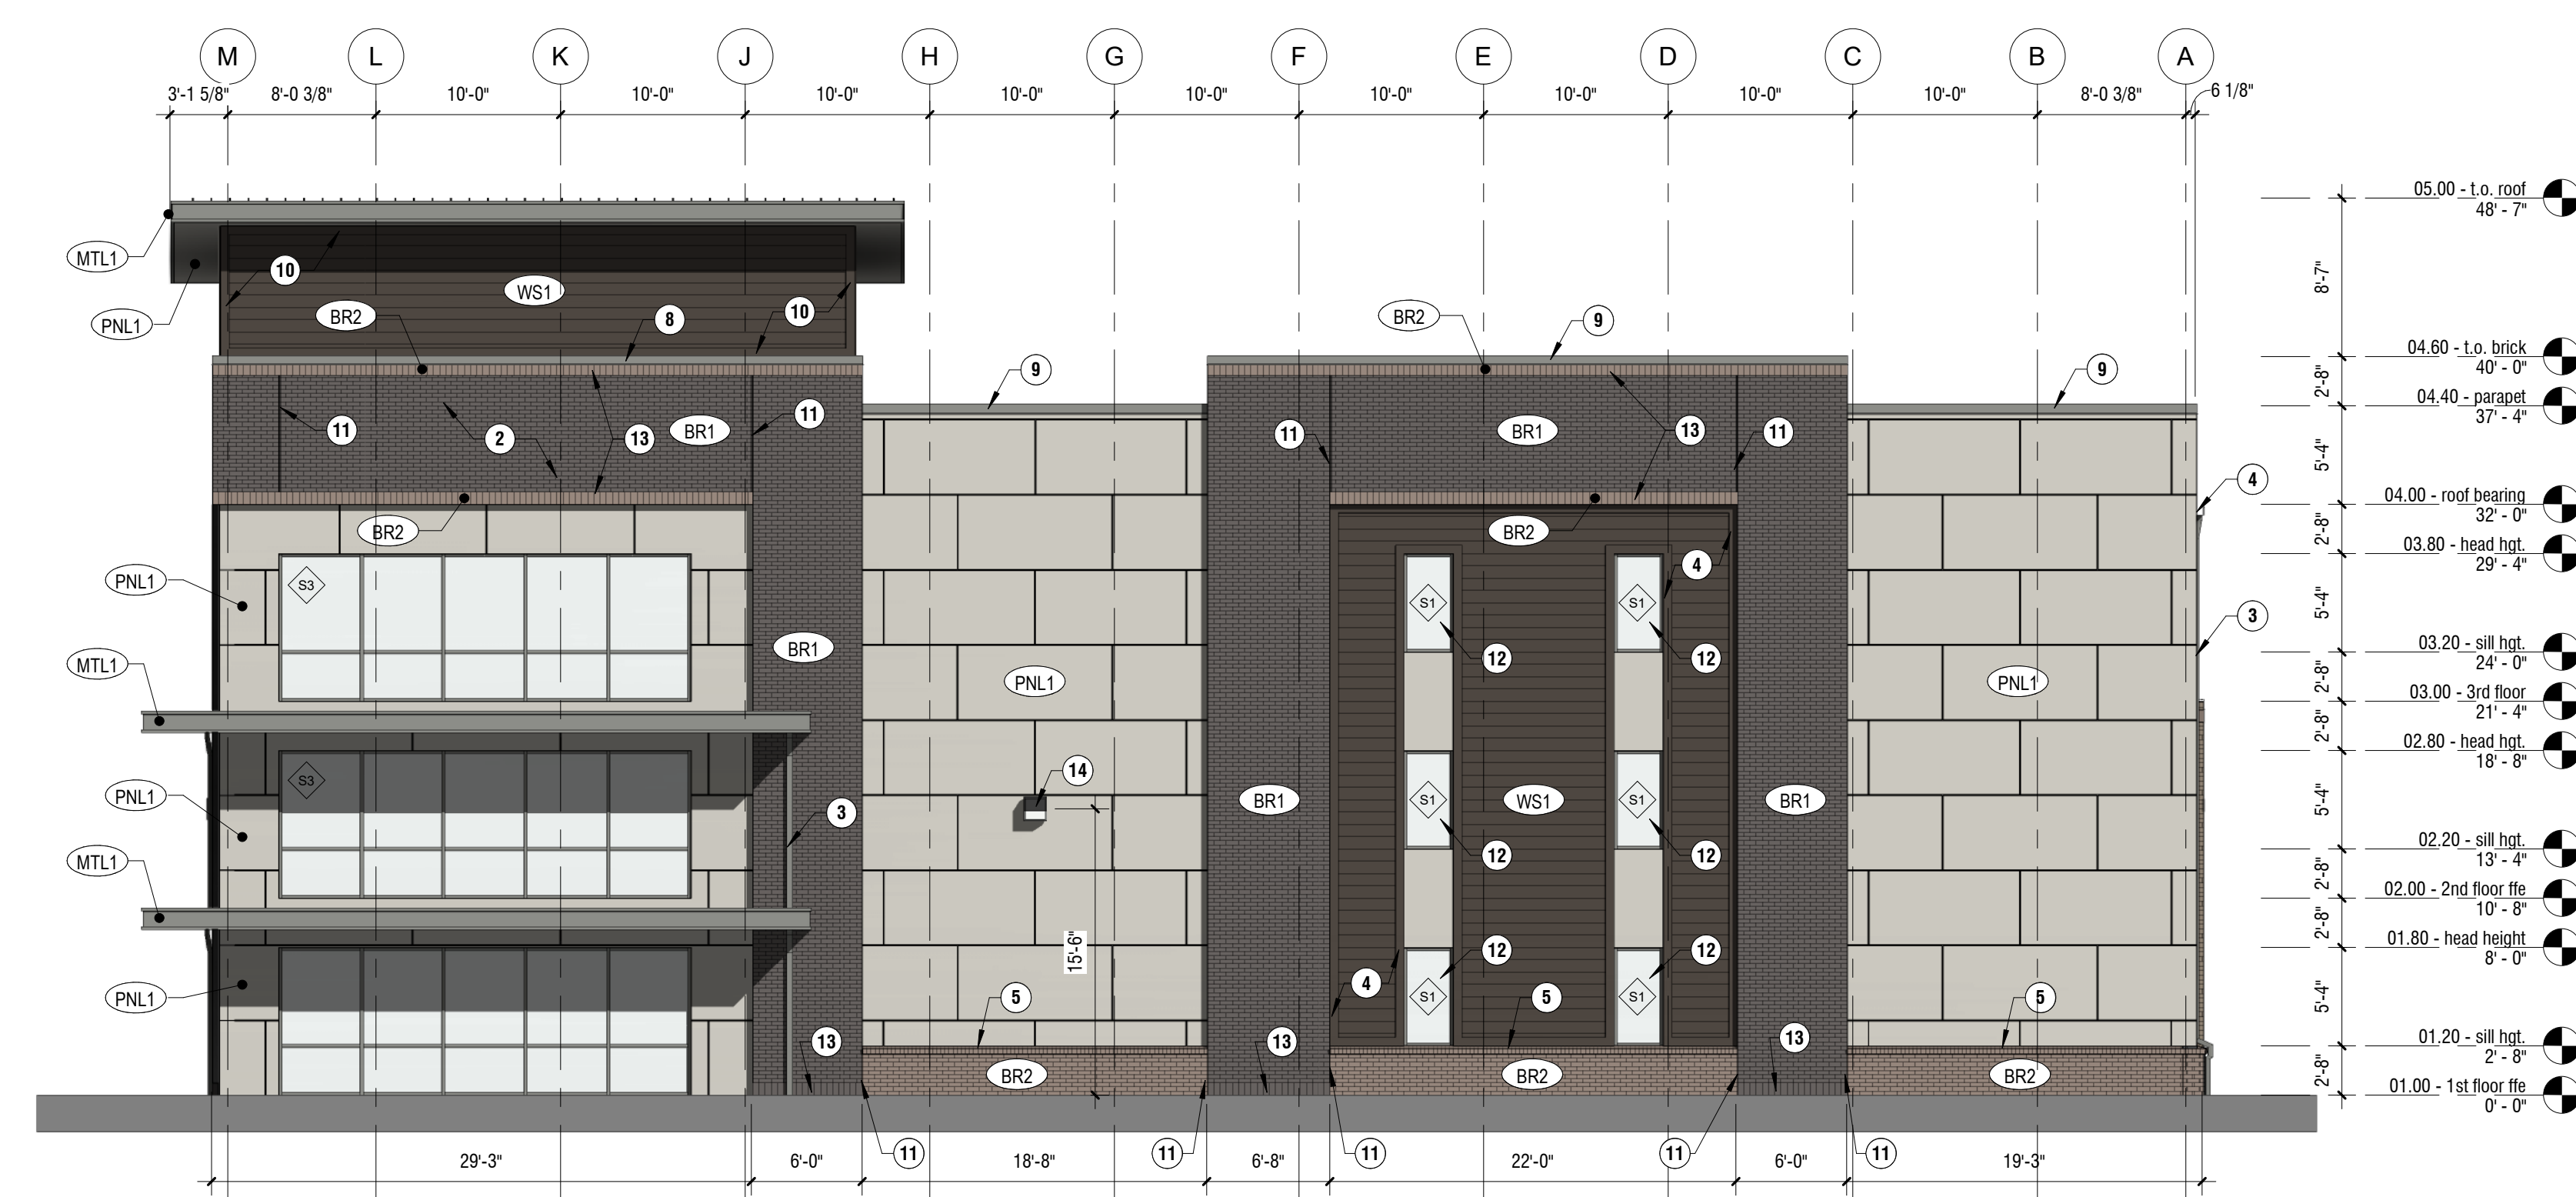 M L K J H G F E D C B A
3'-1 5/8" 8'-0 3/8" 10'-0" 10'-0" 10'-0" 10'-0" 10'-0" 10'-0" 10'-0" 10'-0" 10'-0" 8'-0 3/8" 6 1/8"
05.00 - t.o. roof
48' - 7"
MTL1
10
8'-7"
WS1
PNL1
BR2
8
10
BR2
9
04.60 - t.o. brick
40' - 0"
9
9
2'-8"
04.40 - parapet
37' - 4"
11
2
13
BR1
11
11
BR1
13
11
5'-4"
4
04.00 - roof bearing
32' - 0"
BR2
BR2
2'-8"
03.80 - head hgt.
29' - 4"
4
PNL1
S3
S1
S1
5'-4"
3
BR1
12
12
03.20 - sill hgt.
24' - 0"
MTL1
PNL1
PNL1
2'-8"
03.00 - 3rd floor
21' - 4"
2'-8"
02.80 - head hgt.
18' - 8"
S3
14
PNL1
3
BR1
S1
WS1
S1
BR1
5'-4"
MTL1
12
12
02.20 - sill hgt.
13' - 4"
2'-8"
02.00 - 2nd floor ffe
10' - 8"
2'-8"
15'-6"
12
12
01.80 - head height
8' - 0"
PNL1
5
4
S1
5
S1
5
5'-4"
13
13
13
01.20 - sill hgt.
2' - 8"
BR2
BR2
BR2
2'-8"
01.00 - 1st floor ffe
0' - 0"
11
11
11
11
11
29'-3" 6'-0" 18'-8" 6'-8" 22'-0" 6'-0" 19'-3"